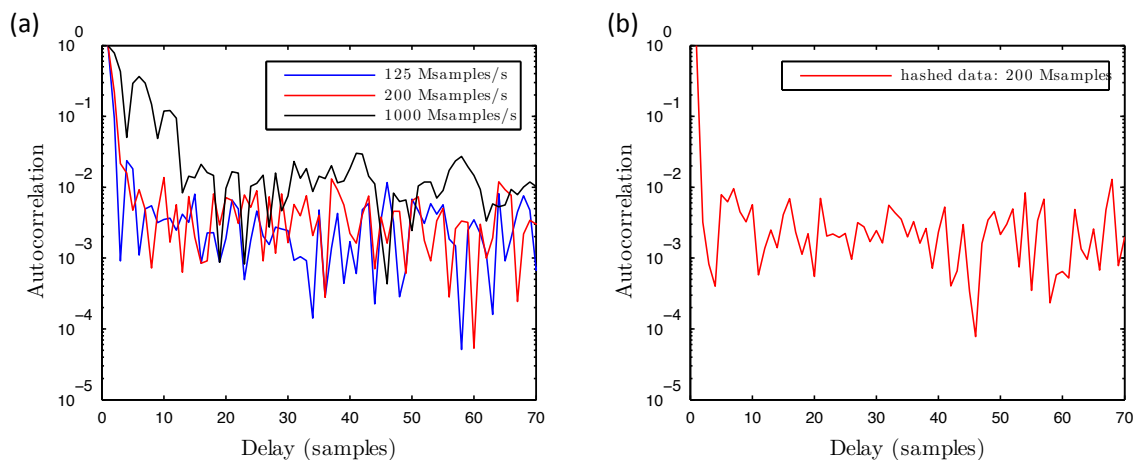 (a)
10^0
10^−1
10^−2
10^−3
10^−4
10^−5
Autocorrelation
0 10 20 30 40 50 60 70
Delay (samples)
125 Msamples/s
200 Msamples/s
1000 Msamples/s
(b)
10^0
10^−1
10^−2
10^−3
10^−4
10^−5
Autocorrelation
0 10 20 30 40 50 60 70
Delay (samples)
hashed data: 200 Msamples